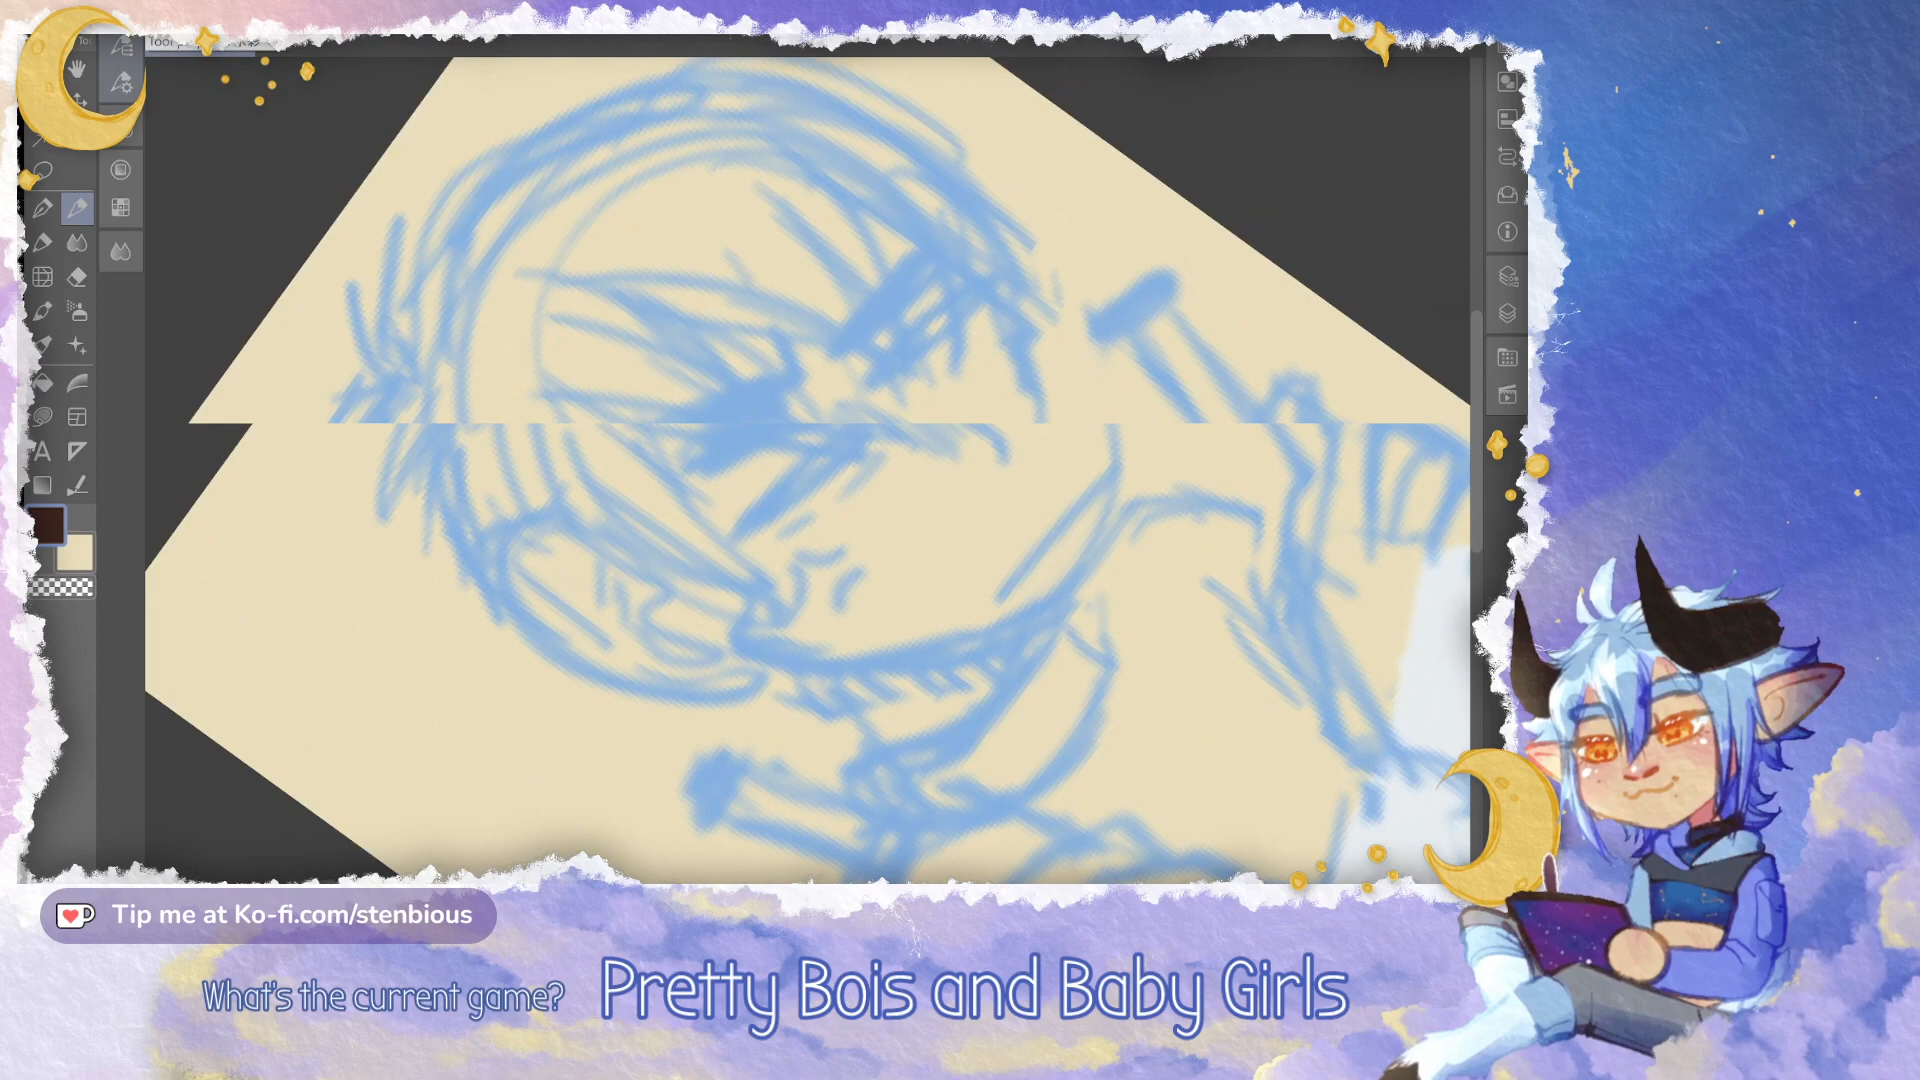 Tip me at Ko-fi.com/stenbious
What's the current game?
Pretty Bois and Baby Girls